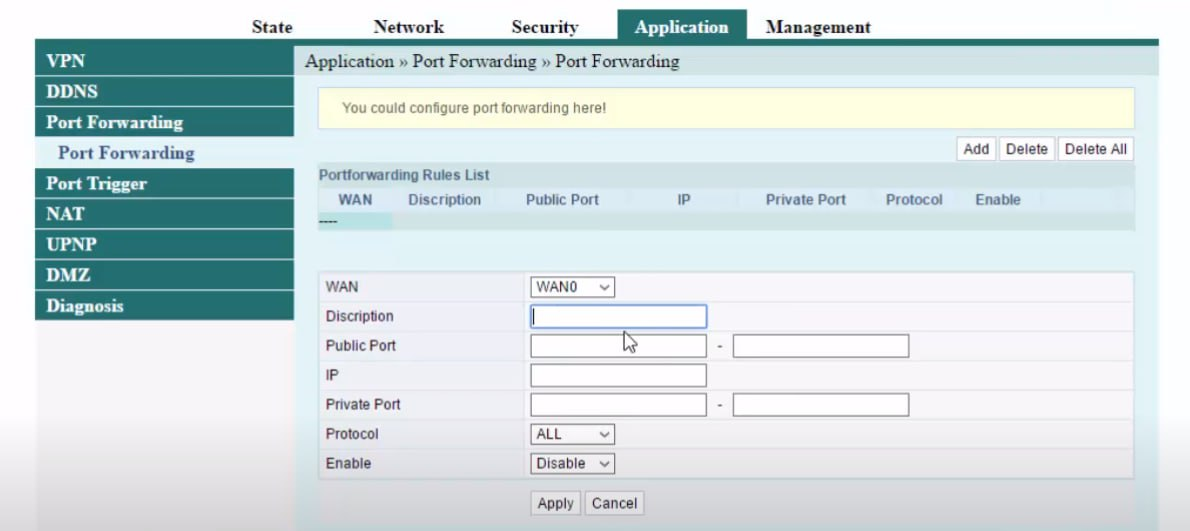 State Network Security Application Management
VPN
DDNS
Port Forwarding
Port Forwarding
Port Trigger
NAT
UPNP
DMZ
Diagnosis
Application » Port Forwarding » Port Forwarding
You could configure port forwarding here!
Add Delete Delete All
Portforwarding Rules List
WAN Discription Public Port IP Private Port Protocol Enable
----
WAN WAN0
Discription
Public Port -
IP
Private Port -
Protocol ALL
Enable Disable
Apply Cancel